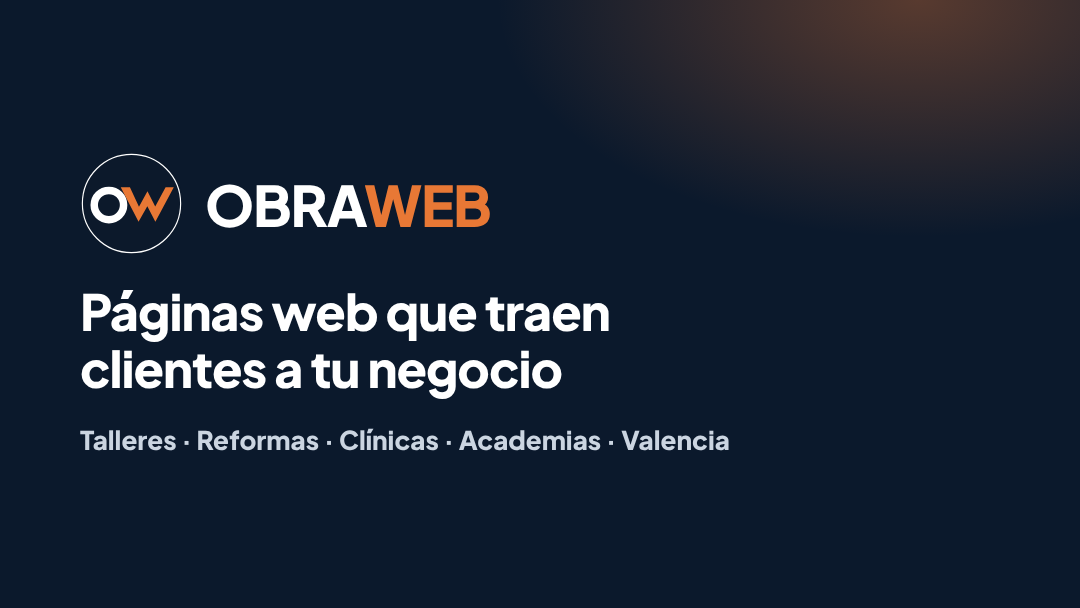 OW OBRAWEB
Páginas web que traen
clientes a tu negocio
Talleres · Reformas · Clínicas · Academias · Valencia